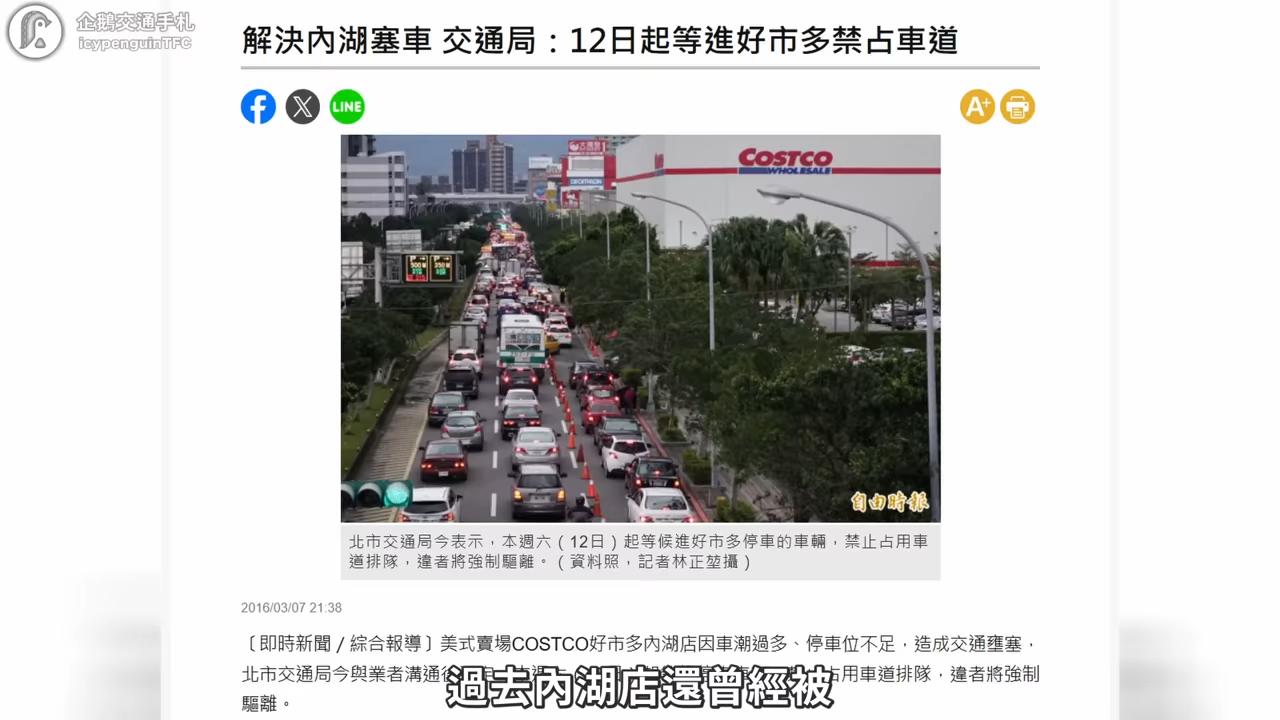 企鵝交通手札
icypenguinTFC
解決內湖塞車 交通局：12日起等進好市多禁占車道
LINE
A+
COSTCO
WHOLESALE
DECATHLON
自由時報
北市交通局今表示，本週六（12日）起等候進好市多停車的車輛，禁止占用車
道排隊，違者將強制驅離。（資料照，記者林正堃攝）
2016/03/07 21:38
〔即時新聞／綜合報導〕美式賣場COSTCO好市多內湖店因車潮過多、停車位不足，造成交通壅塞，
北市交通局今與業者溝通後
占用車道排隊，違者將強制
驅離。
過去內湖店還曾經被